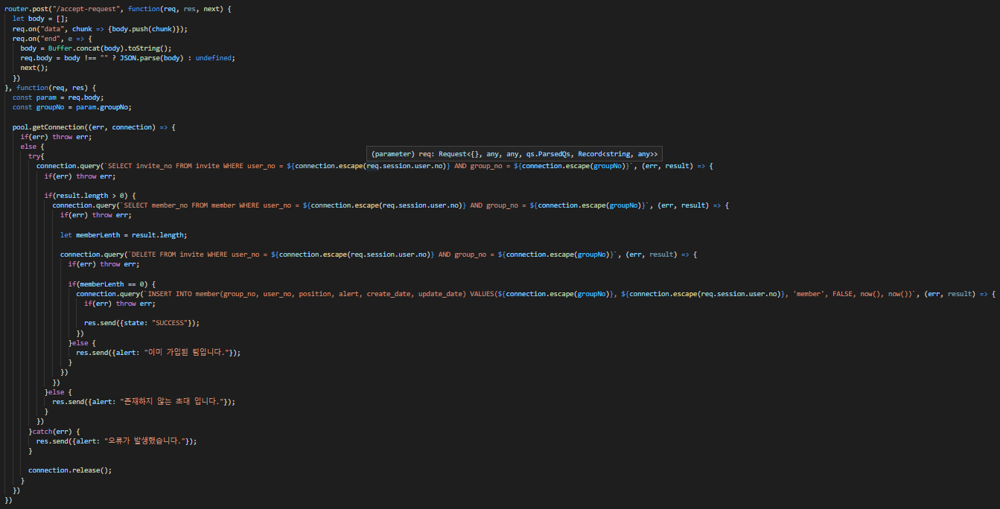 router.post("/accept-request", function(req, res, next) {
let body = [];
req.on("data", chunk => {body.push(chunk)});
req.on("end", e => {
body = Buffer.concat(body).toString();
req.body = body !== "" ? JSON.parse(body) : undefined;
next();
})
}, function(req, res) {
const param = req.body;
const groupNo = param.groupNo;
pool.getConnection((err, connection) => {
if(err) throw err;
else {
(parameter) req: Request<{}, any, any, qs.ParsedQs, Record<string, any>>
try{
connection.query(`SELECT invite_no FROM invite WHERE user_no = ${connection.escape(req.session.user.no)} AND group_no = ${connection.escape(groupNo)}`, (err, result) => {
if(err) throw err;
if(result.length > 0) {
connection.query(`SELECT member_no FROM member WHERE user_no = ${connection.escape(req.session.user.no)} AND group_no = ${connection.escape(groupNo)}`, (err, result) => {
if(err) throw err;
let memberLenth = result.length;
connection.query(`DELETE FROM invite WHERE user_no = ${connection.escape(req.session.user.no)} AND group_no = ${connection.escape(groupNo)}`, (err, result) => {
if(err) throw err;
if(memberLenth == 0) {
connection.query(`INSERT INTO member(group_no, user_no, position, alert, create_date, update_date) VALUES(${connection.escape(groupNo)}, ${connection.escape(req.session.user.no)}, 'member', FALSE, now(), now())`, (err, result) => {
if(err) throw err;
res.send({state: "SUCCESS"});
})
}else {
res.send({alert: "이미 가입된 팀입니다."});
}
})
})
}else {
res.send({alert: "존재하지 않는 초대 입니다."});
}
})
}catch(err) {
res.send({alert: "오류가 발생했습니다."});
}
connection.release();
}
})
})